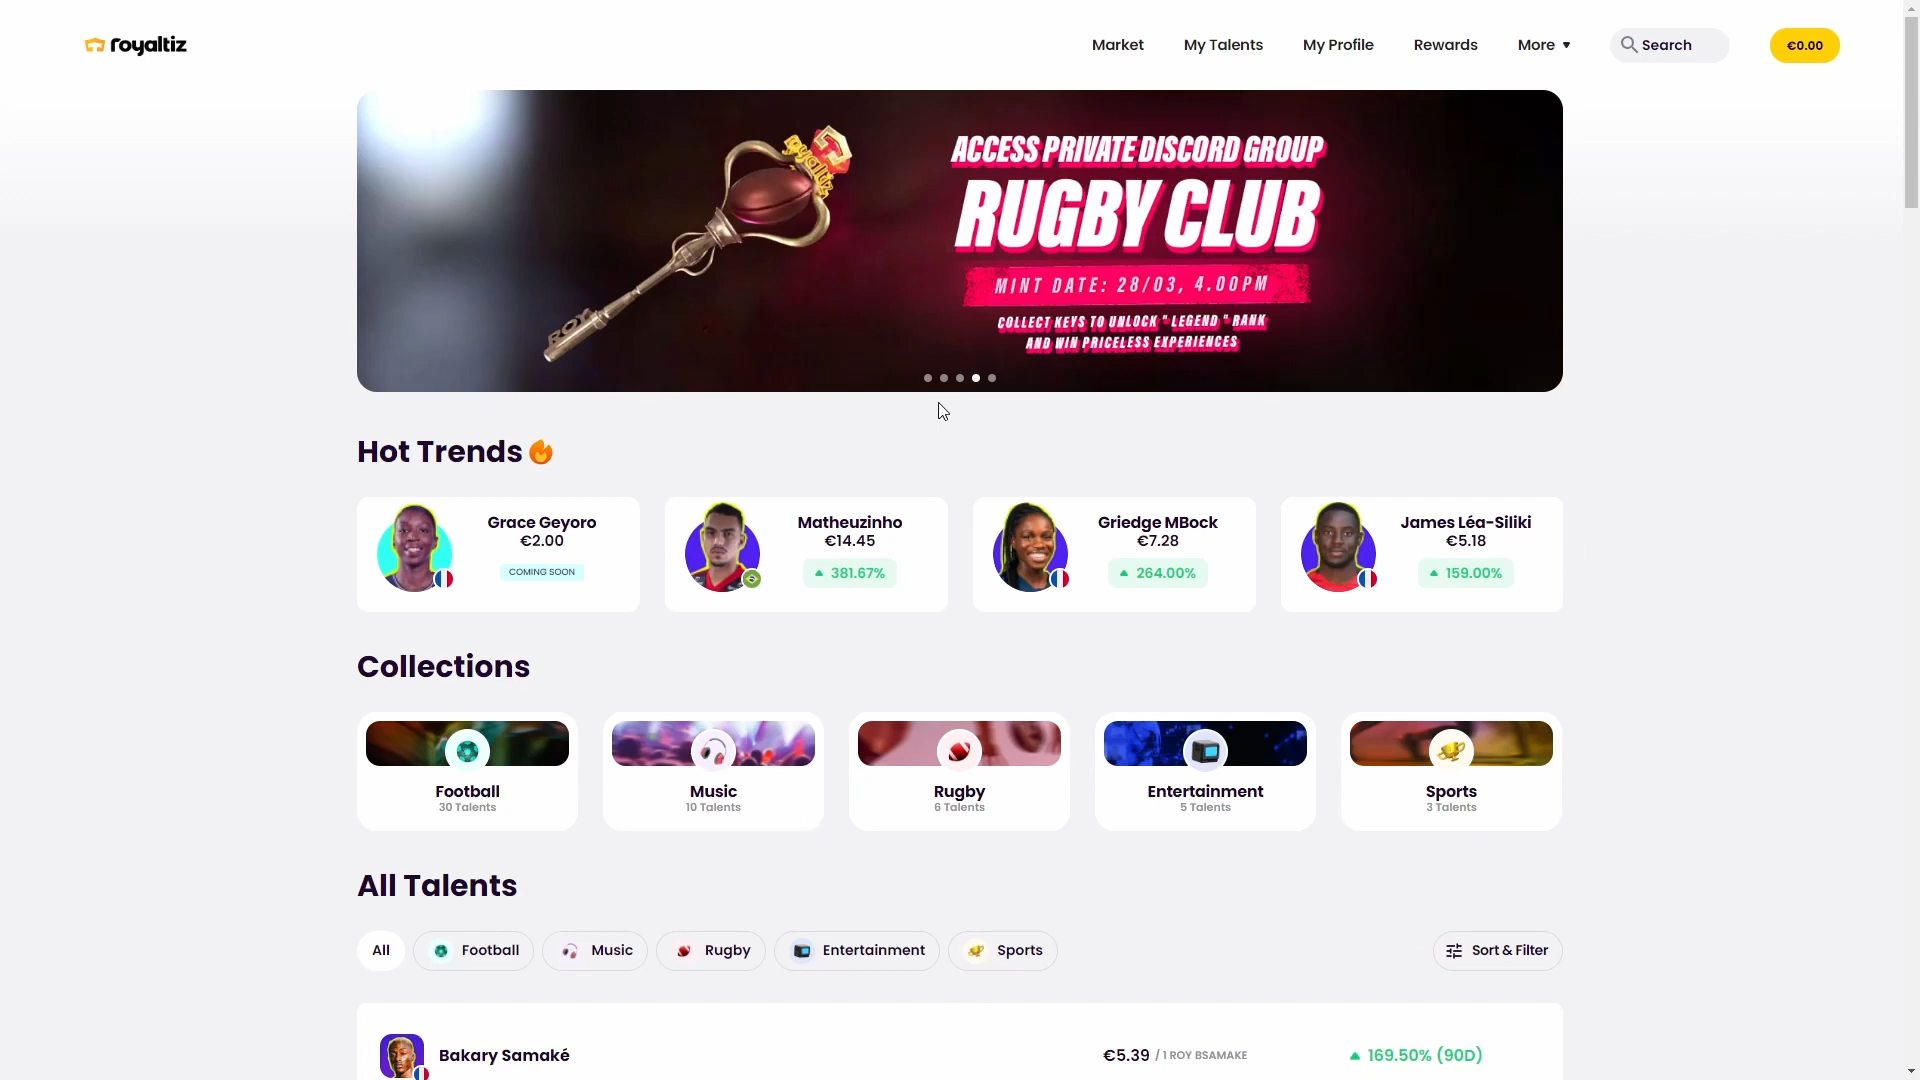 royaltiz
Market
My Talents
My Profile
Rewards
More
Search
€0.00
royaltiz
ROY
ACCESS PRIVATE DISCORD GROUP
RUGBY CLUB
MINT DATE: 28/03, 4.00PM
COLLECT KEYS TO UNLOCK " LEGEND " RANK
AND WIN PRICELESS EXPERIENCES
Hot Trends
Grace Geyoro
€2.00
COMING SOON
Matheuzinho
€14.45
381.67%
Griedge MBock
€7.28
264.00%
James Léa-Siliki
€5.18
159.00%
Collections
Football
30 Talents
Music
10 Talents
Rugby
6 Talents
Entertainment
5 Talents
Sports
3 Talents
All Talents
All
Football
Music
Rugby
Entertainment
Sports
Sort & Filter
Bakary Samaké
€5.39 / 1 ROY BSAMAKE
169.50% (90D)